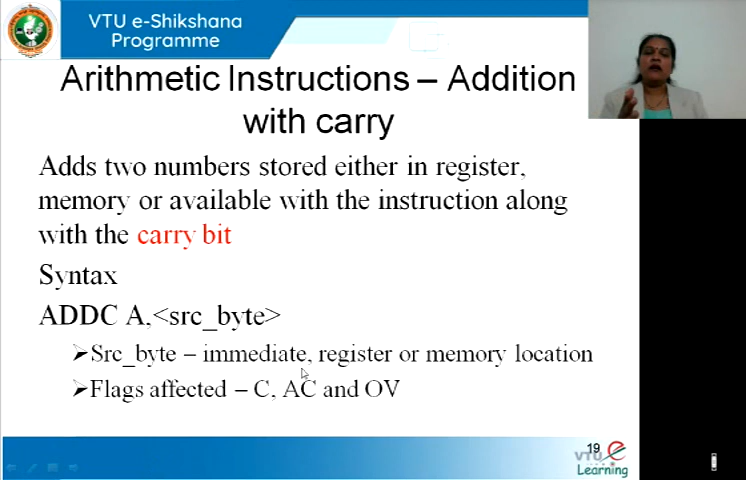 VTU e-Shikshana
Programme
Arithmetic Instructions – Addition
with carry
Adds two numbers stored either in register,
memory or available with the instruction along
with the carry bit
Syntax
ADDC A,<src_byte>
➤Src_byte – immediate, register or memory location
➤Flags affected – C, AC and OV
19
VTU e
Learning